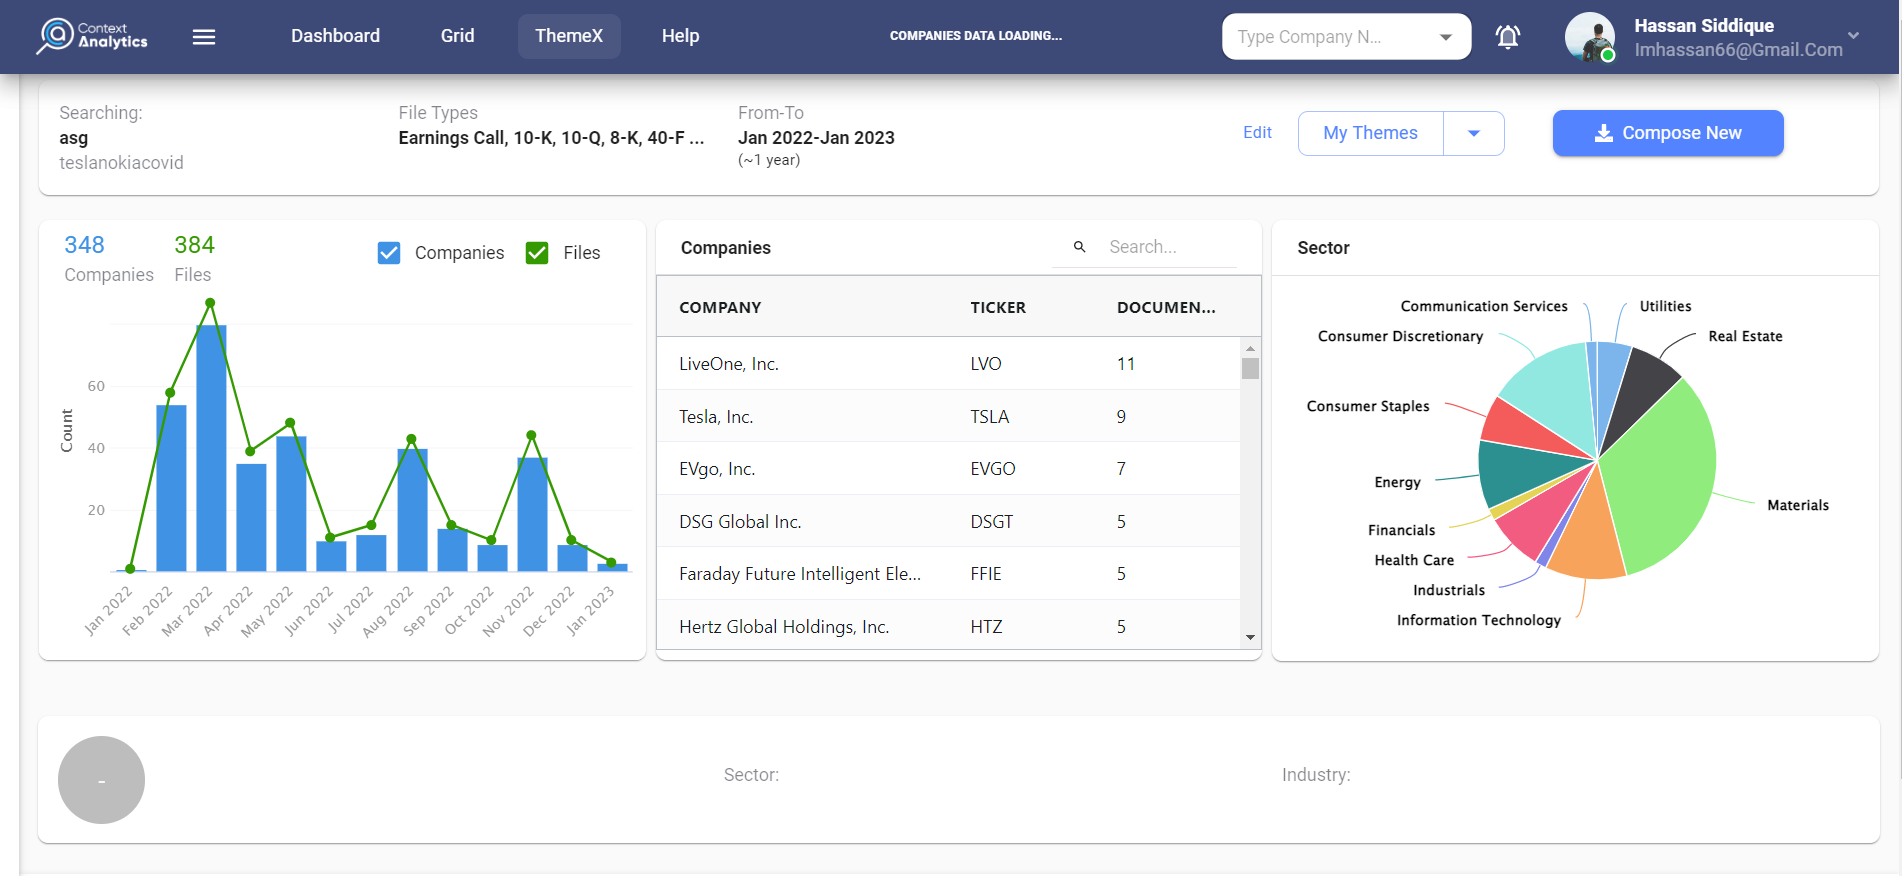 Context
Analytics
Dashboard
Grid
ThemeX
Help
COMPANIES DATA LOADING...
Type Company N...
Hassan Siddique
Imhassan66@Gmail.Com
Searching:
asg
teslanokiacovid
File Types
Earnings Call, 10-K, 10-Q, 8-K, 40-F ...
From-To
Jan 2022-Jan 2023
(~1 year)
Edit
My Themes
Compose New
348
Companies
384
Files
Companies
Files
Count
60
40
20
Jan 2022
Feb 2022
Mar 2022
Apr 2022
May 2022
Jun 2022
Jul 2022
Aug 2022
Sep 2022
Oct 2022
Nov 2022
Dec 2022
Jan 2023
Companies
Search...
COMPANY TICKER DOCUMEN...
LiveOne, Inc. LVO 11
Tesla, Inc. TSLA 9
EVgo, Inc. EVGO 7
DSG Global Inc. DSGT 5
Faraday Future Intelligent Ele... FFIE 5
Hertz Global Holdings, Inc. HTZ 5
Sector
Communication Services
Utilities
Consumer Discretionary
Real Estate
Consumer Staples
Energy
Materials
Financials
Health Care
Industrials
Information Technology
-
Sector:
Industry: